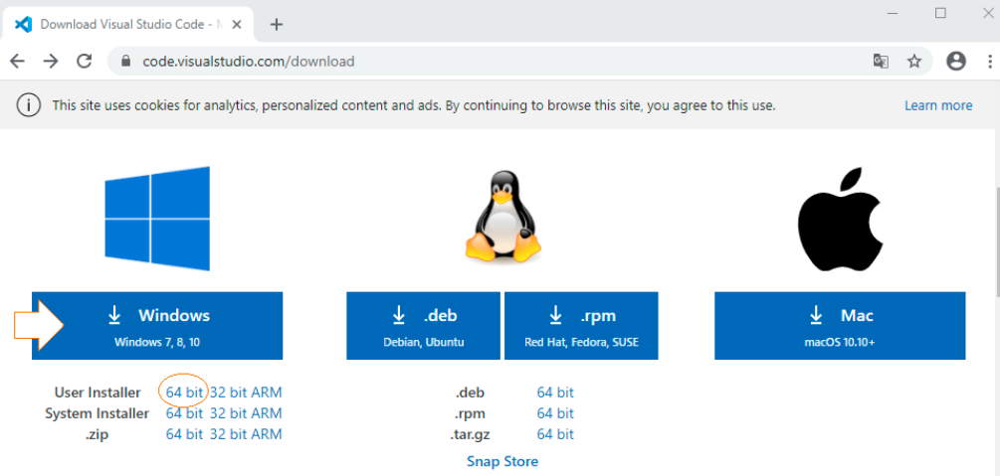 Download Visual Studio Code -
code.visualstudio.com/download
This site uses cookies for analytics, personalized content and ads. By continuing to browse this site, you agree to this use. Learn more
Windows
Windows 7, 8, 10
.deb
Debian, Ubuntu
.rpm
Red Hat, Fedora, SUSE
Mac
macOS 10.10+
User Installer 64 bit 32 bit ARM
System Installer 64 bit 32 bit ARM
.zip 64 bit 32 bit ARM
.deb 64 bit
.rpm 64 bit
.tar.gz 64 bit
Snap Store